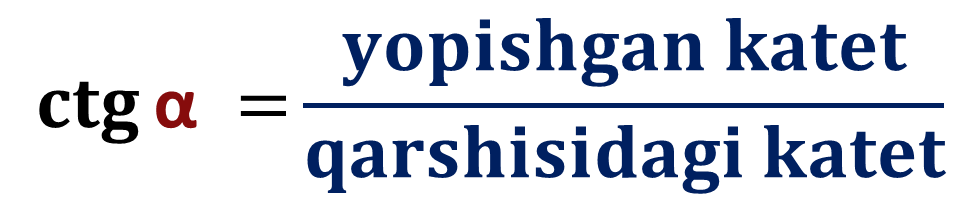 yopishgan katet
ctg α =
qarshisidagi katet